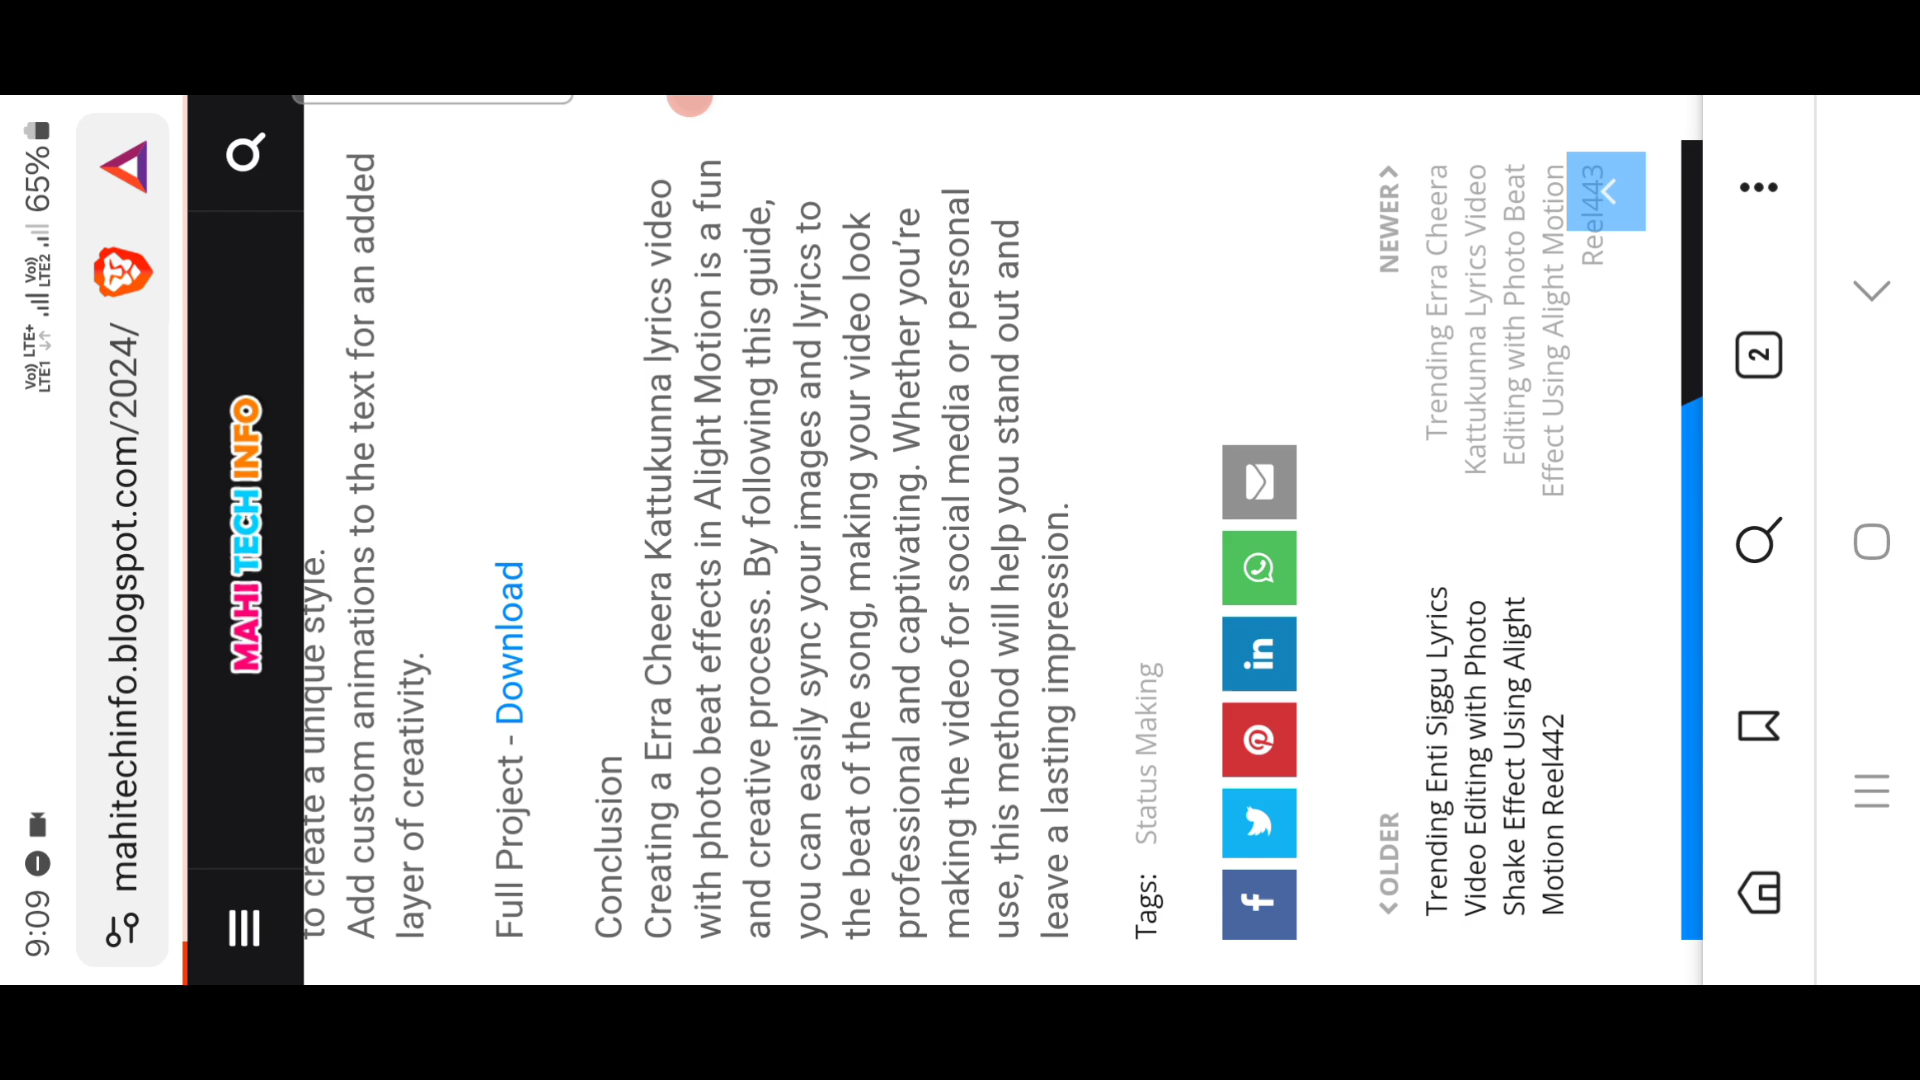 9:09
Vo)) LTE+
LTE1
Vo))
LTE2
65%
mahitechinfo.blogspot.com/2024/
MAHI TECH INFO
to create a unique style.
Add custom animations to the text for an added
layer of creativity.
Full Project - Download
Conclusion
Creating a Erra Cheera Kattukunna lyrics video
with photo beat effects in Alight Motion is a fun
and creative process. By following this guide,
you can easily sync your images and lyrics to
the beat of the song, making your video look
professional and captivating. Whether you're
making the video for social media or personal
use, this method will help you stand out and
leave a lasting impression.
Tags: Status Making
OLDER
Trending Enti Siggu Lyrics
Video Editing with Photo
Shake Effect Using Alight
Motion Reel442
NEWER
Trending Erra Cheera
Kattukunna Lyrics Video
Editing with Photo Beat
Effect Using Alight Motion
Reel443
2